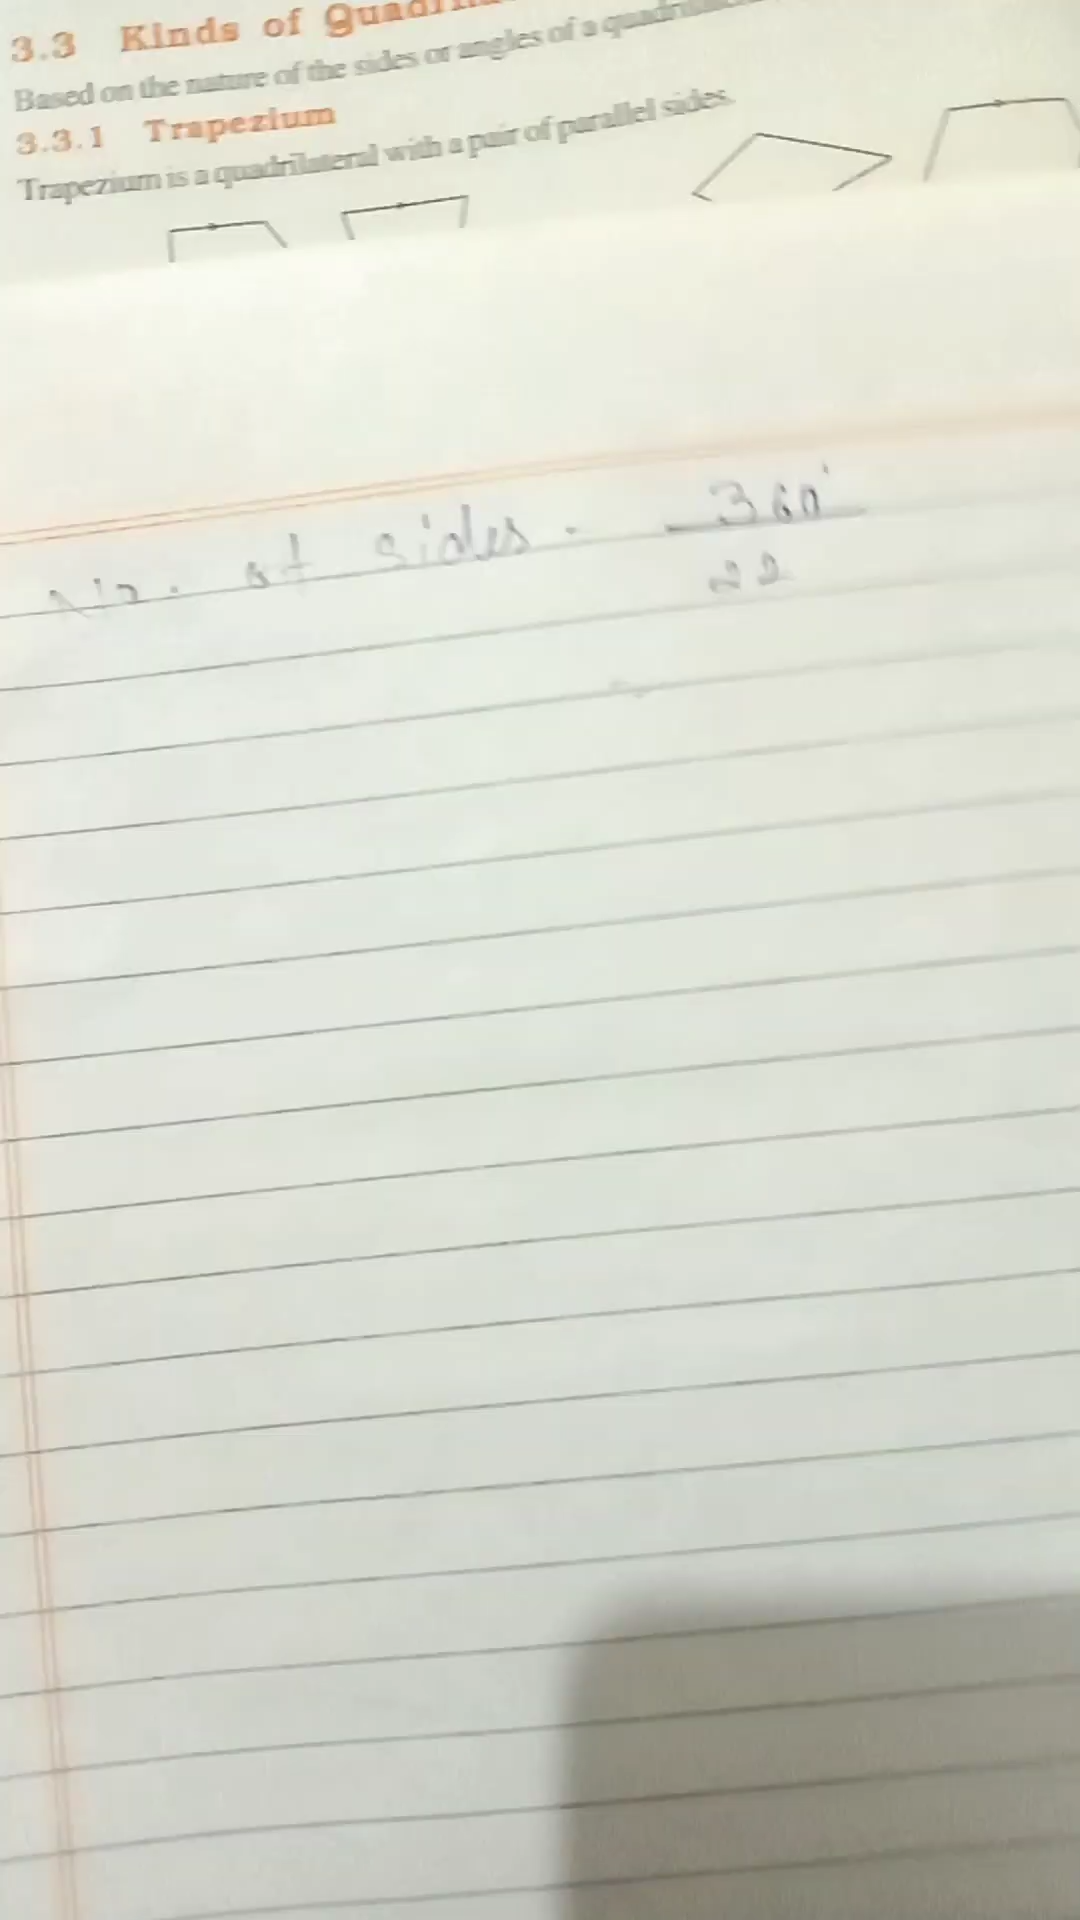 3.3 Kinds of
Based on the nature of the sides or angles of a
3.3.1 Trapezium
Trapezium is a quadrilateral with a pair of parallel sides.
No. of sides. 360°
22